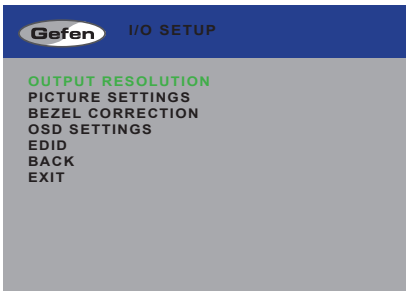 Gefen
I/O SETUP
OUTPUT RESOLUTION
PICTURE SETTINGS
BEZEL CORRECTION
OSD SETTINGS
EDID
BACK
EXIT